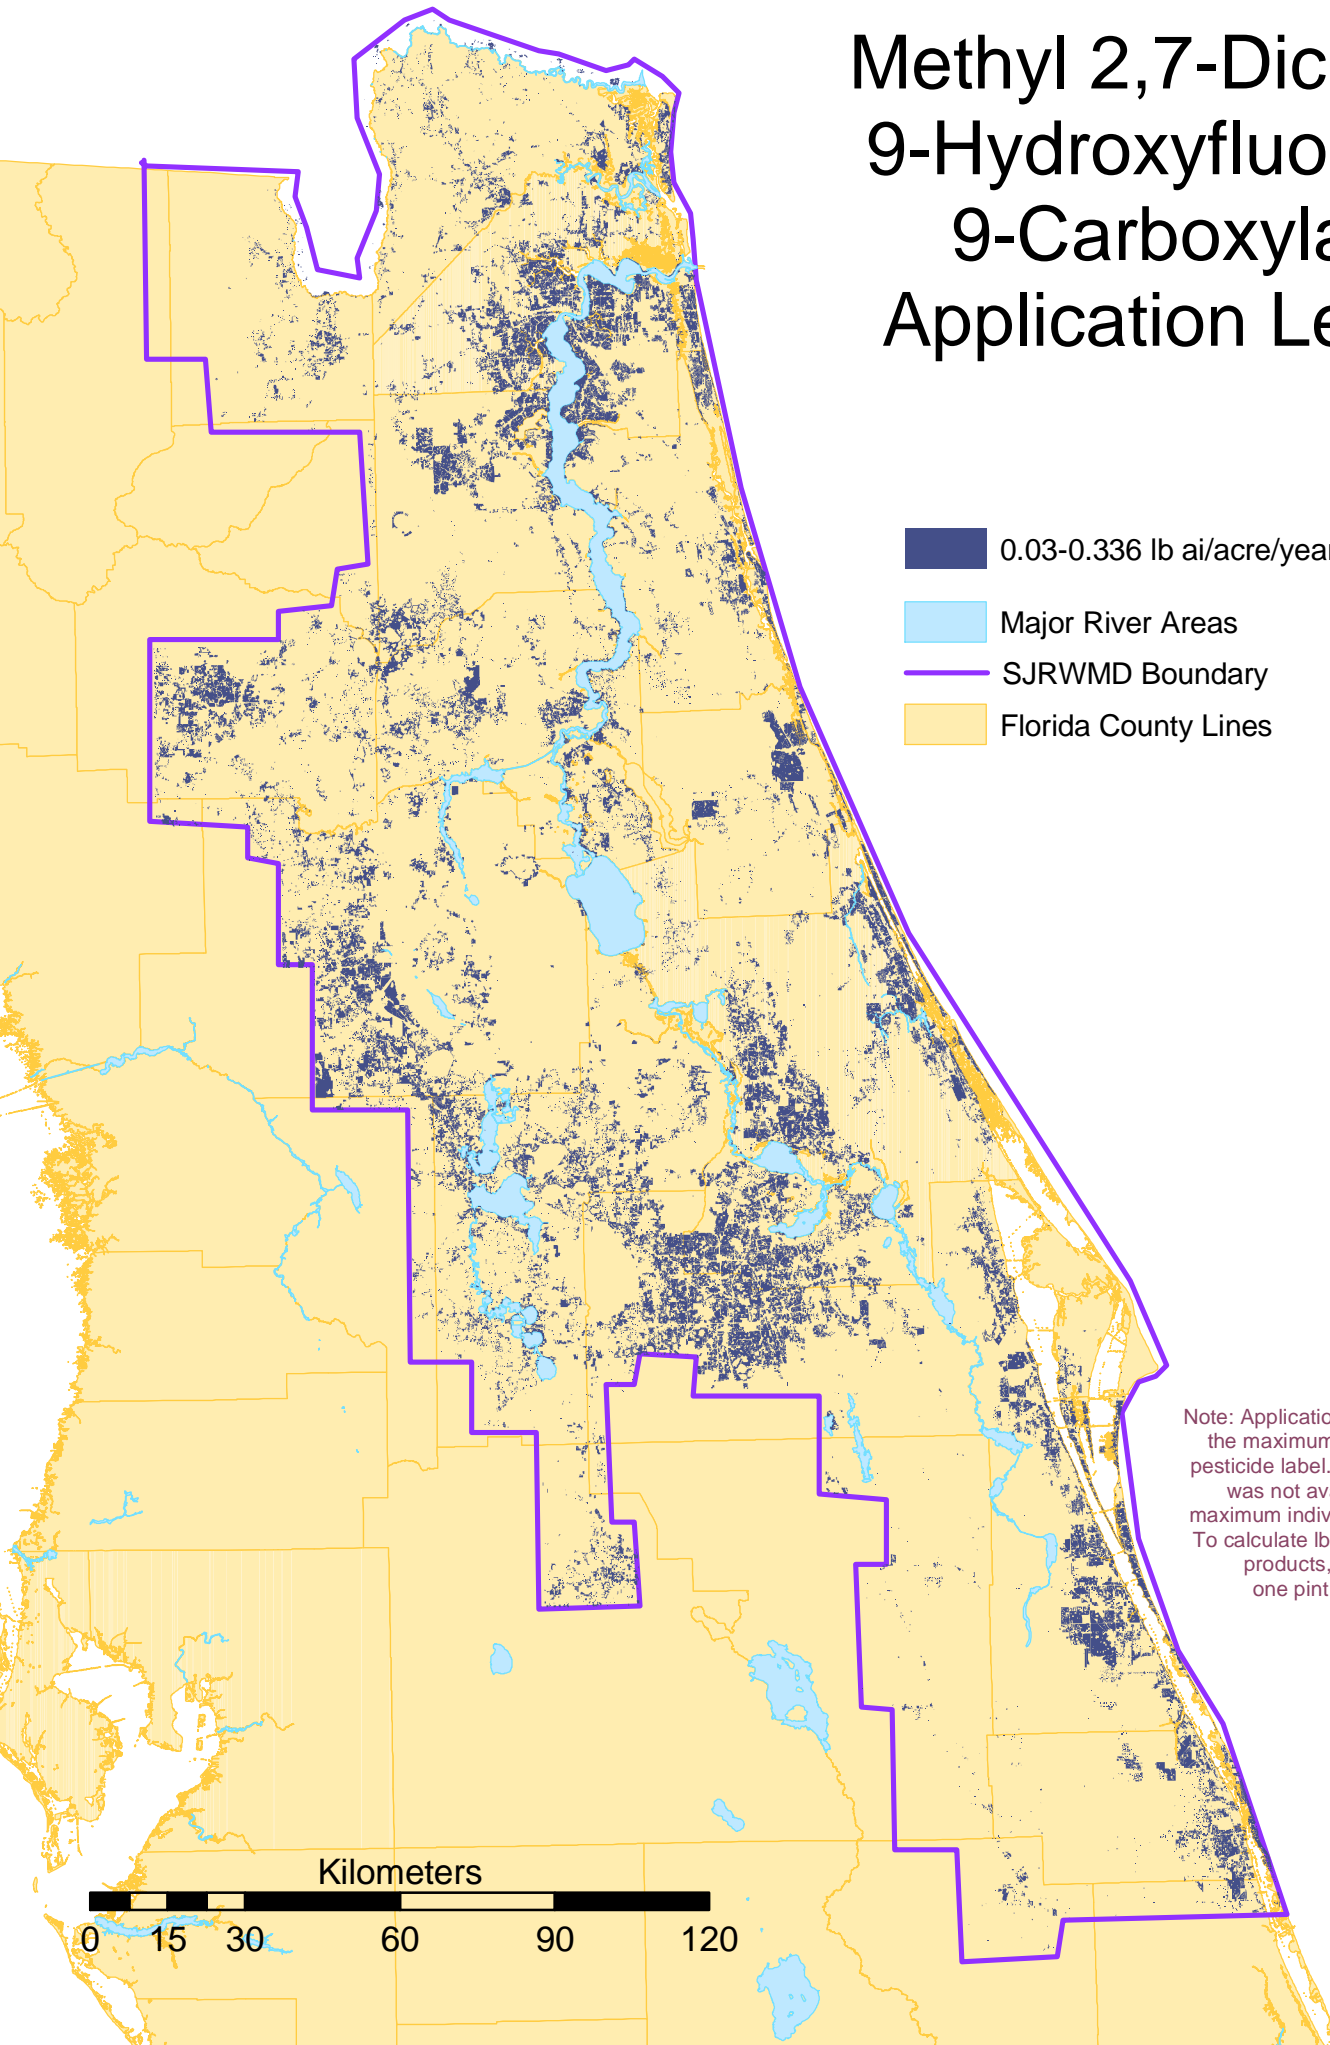 Methyl 2,7-Dic
9-Hydroxyfluo
9-Carboxyla
Application Le
0.03-0.336 lb ai/acre/year
Major River Areas
SJRWMD Boundary
Florida County Lines
Note: Applicatio
the maximum
pesticide label.
was not ava
maximum indiv
To calculate lb
products,
one pint
Kilometers
0 15 30 60 90 120